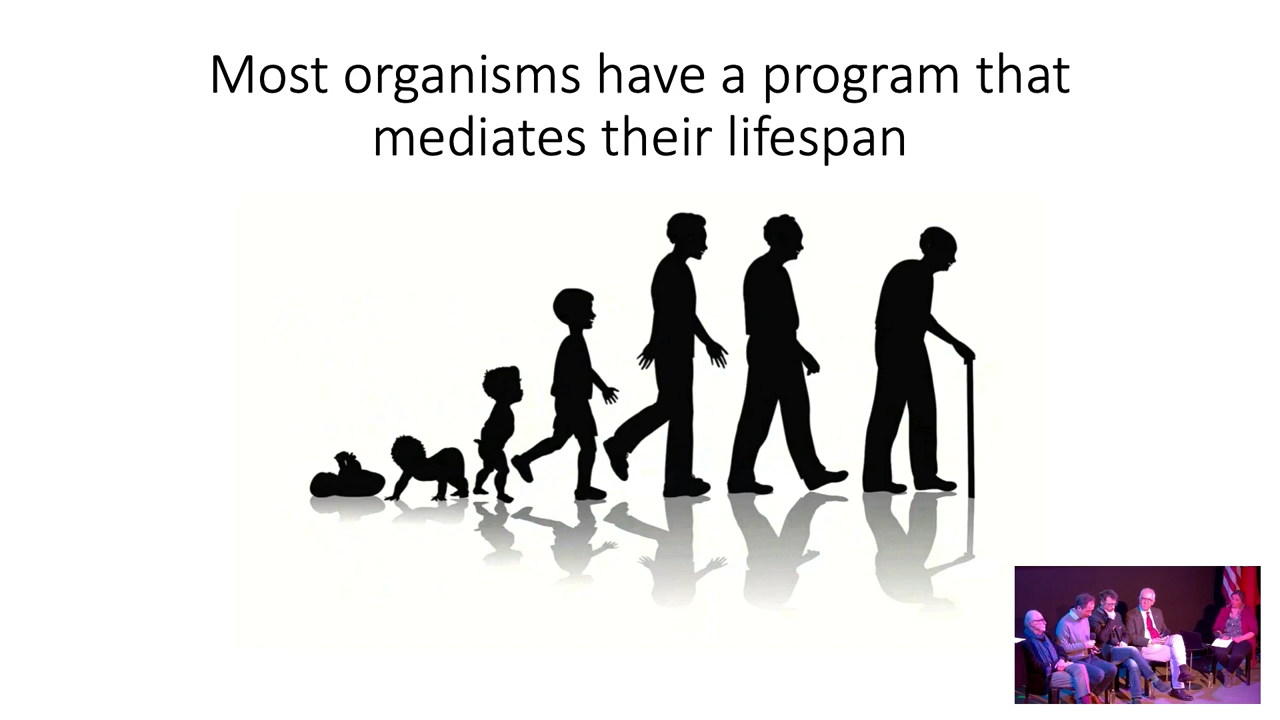 Most organisms have a program that
mediates their lifespan